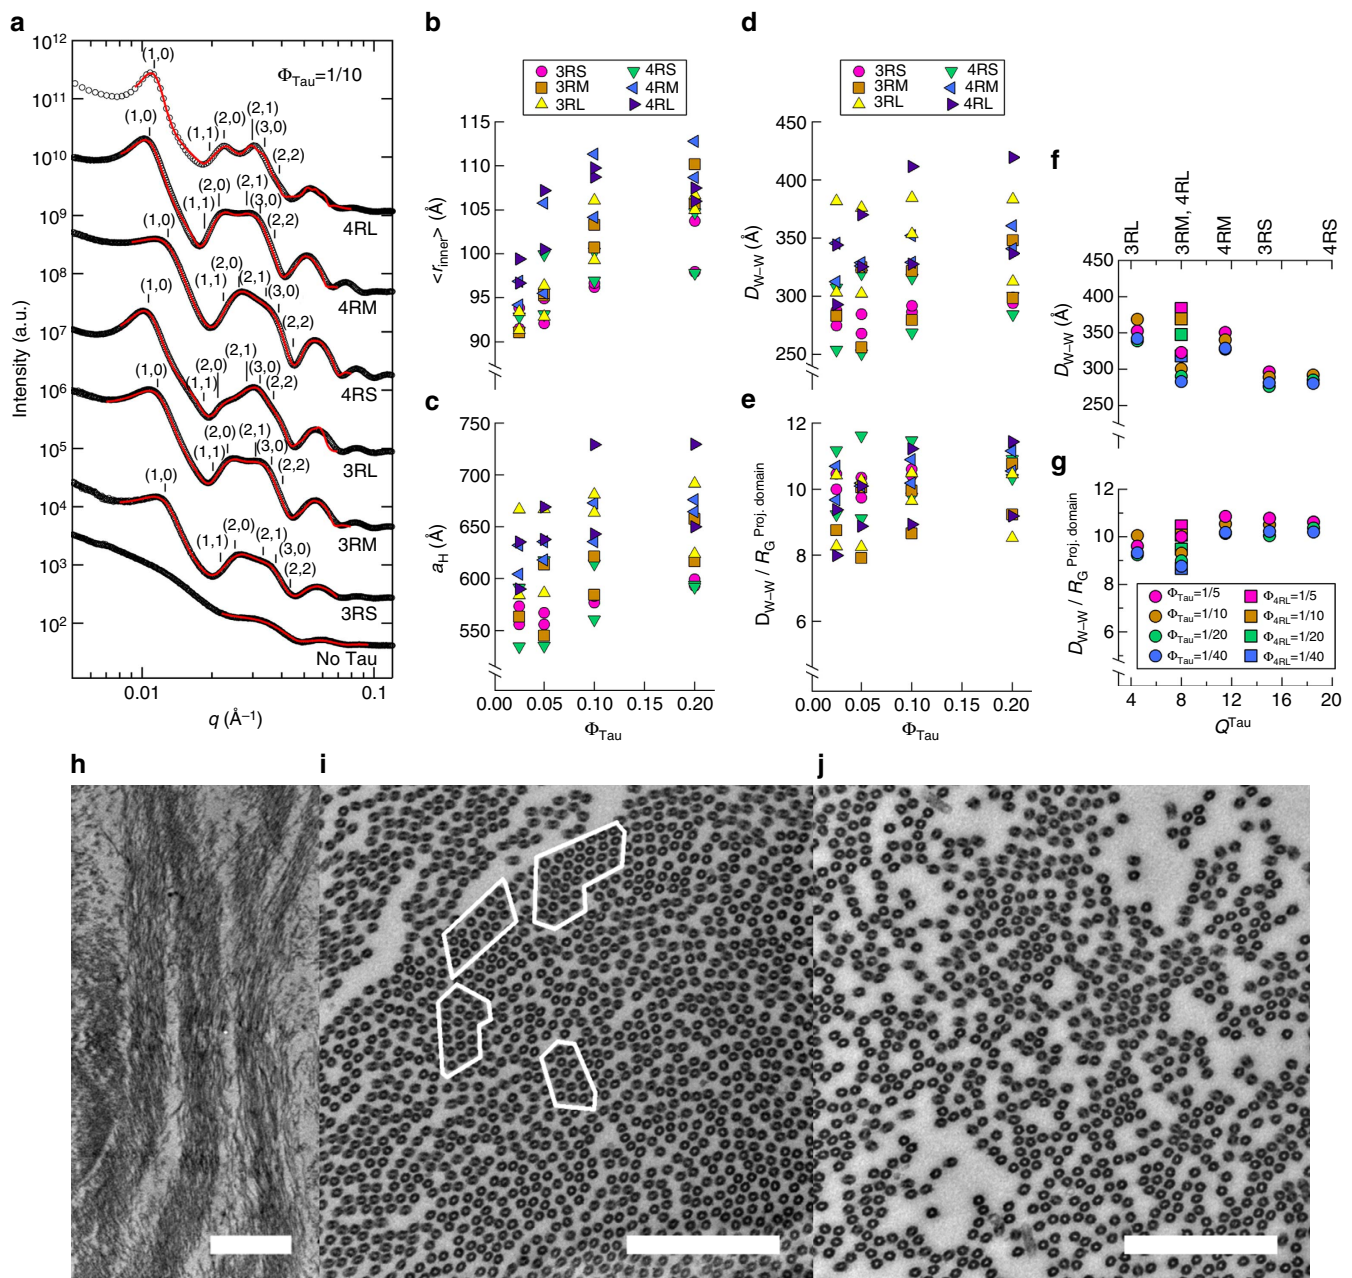 a
10^12
10^11
10^10
10^9
10^8
10^7
10^6
10^5
10^4
10^3
10^2
Intensity (a.u.)
Φ_Tau=1/10
(1,0)
(1,1) (2,0) (2,1) (3,0) (2,2)
4RL
(1,0)
(1,1) (2,0) (2,1) (3,0) (2,2)
4RM
(1,0)
(1,1) (2,0) (2,1) (3,0) (2,2)
4RS
(1,0)
(1,1) (2,0) (2,1) (3,0) (2,2)
3RL
(1,0)
(1,1) (2,0) (2,1) (3,0) (2,2)
3RM
(1,0)
(1,1) (2,0) (2,1) (3,0) (2,2)
3RS
No Tau
0.01 0.1
q (Å^−1)
b
3RS 4RS
3RM 4RM
3RL 4RL
115
110
105
100
95
90
<r_inner> (Å)
c
750
700
650
600
550
a_H (Å)
0.00 0.05 0.10 0.15 0.20
Φ_Tau
d
3RS 4RS
3RM 4RM
3RL 4RL
450
400
350
300
250
D_W–W (Å)
e
12
10
8
6
D_W–W / R_G^Proj. domain
0.00 0.05 0.10 0.15 0.20
Φ_Tau
f
3RL
3RM, 4RL
4RM
3RS
4RS
450
400
350
300
250
D_W–W (Å)
g
12
10
8
6
D_W–W / R_G^Proj. domain
Φ_Tau=1/5 Φ_4RL=1/5
Φ_Tau=1/10 Φ_4RL=1/10
Φ_Tau=1/20 Φ_4RL=1/20
Φ_Tau=1/40 Φ_4RL=1/40
4 8 12 16 20
Q^Tau
h
i
j